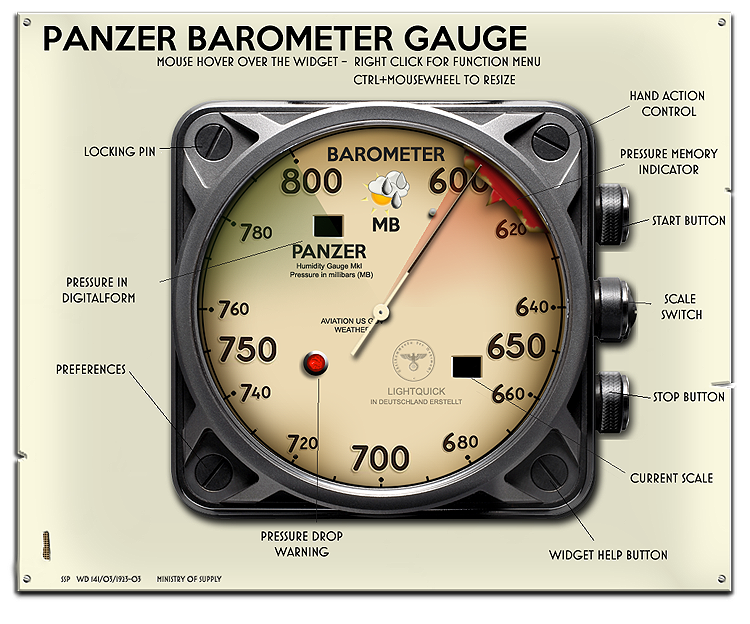 PANZER BAROMETER GAUGE
MOUSE HOVER OVER THE WIDGET - RIGHT CLICK FOR FUNCTION MENU
CTRL+MOUSEWHEEL TO RESIZE
HAND ACTION
CONTROL
LOCKING PIN
BAROMETER
PRESSURE MEMORY
INDICATOR
800
600
MB
START BUTTON
780
620
PANZER
Humidity Gauge MkI
Pressure in millibars (MB)
PRESSURE IN
DIGITALFORM
760
640
SCALE
SWITCH
AVIATION US G
WEATHER
750
650
PREFERENCES
LIGHTQUICK
IN DEUTSCHLAND ERSTELLT
740
660
STOP BUTTON
720
680
700
CURRENT SCALE
PRESSURE DROP
WARNING
WIDGET HELP BUTTON
SSP WD 141/03/1923-03 MINISTRY OF SUPPLY